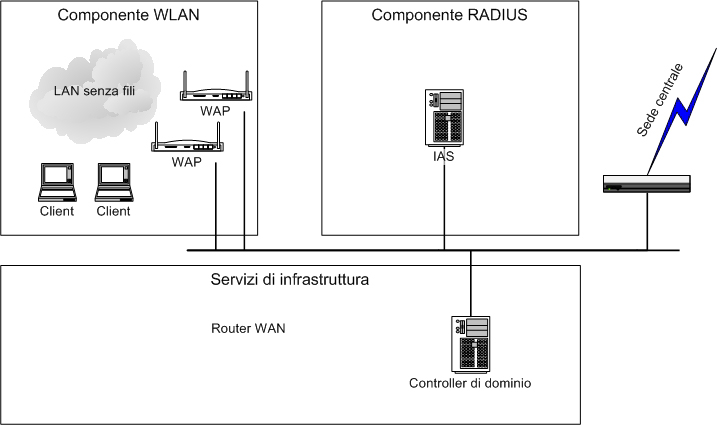 Componente WLAN
Componente RADIUS
LAN senza fili
WAP
WAP
Client
Client
IAS
Sede centrale
Servizi di infrastruttura
Router WAN
Controller di dominio